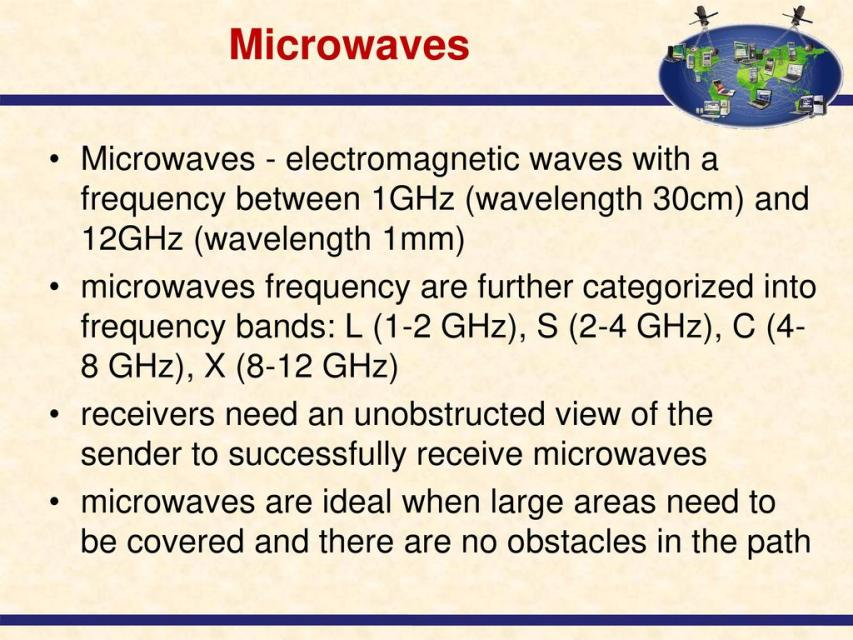 Microwaves
• Microwaves - electromagnetic waves with a
frequency between 1GHz (wavelength 30cm) and
12GHz (wavelength 1mm)
• microwaves frequency are further categorized into
frequency bands: L (1-2 GHz), S (2-4 GHz), C (4-
8 GHz), X (8-12 GHz)
• receivers need an unobstructed view of the
sender to successfully receive microwaves
• microwaves are ideal when large areas need to
be covered and there are no obstacles in the path